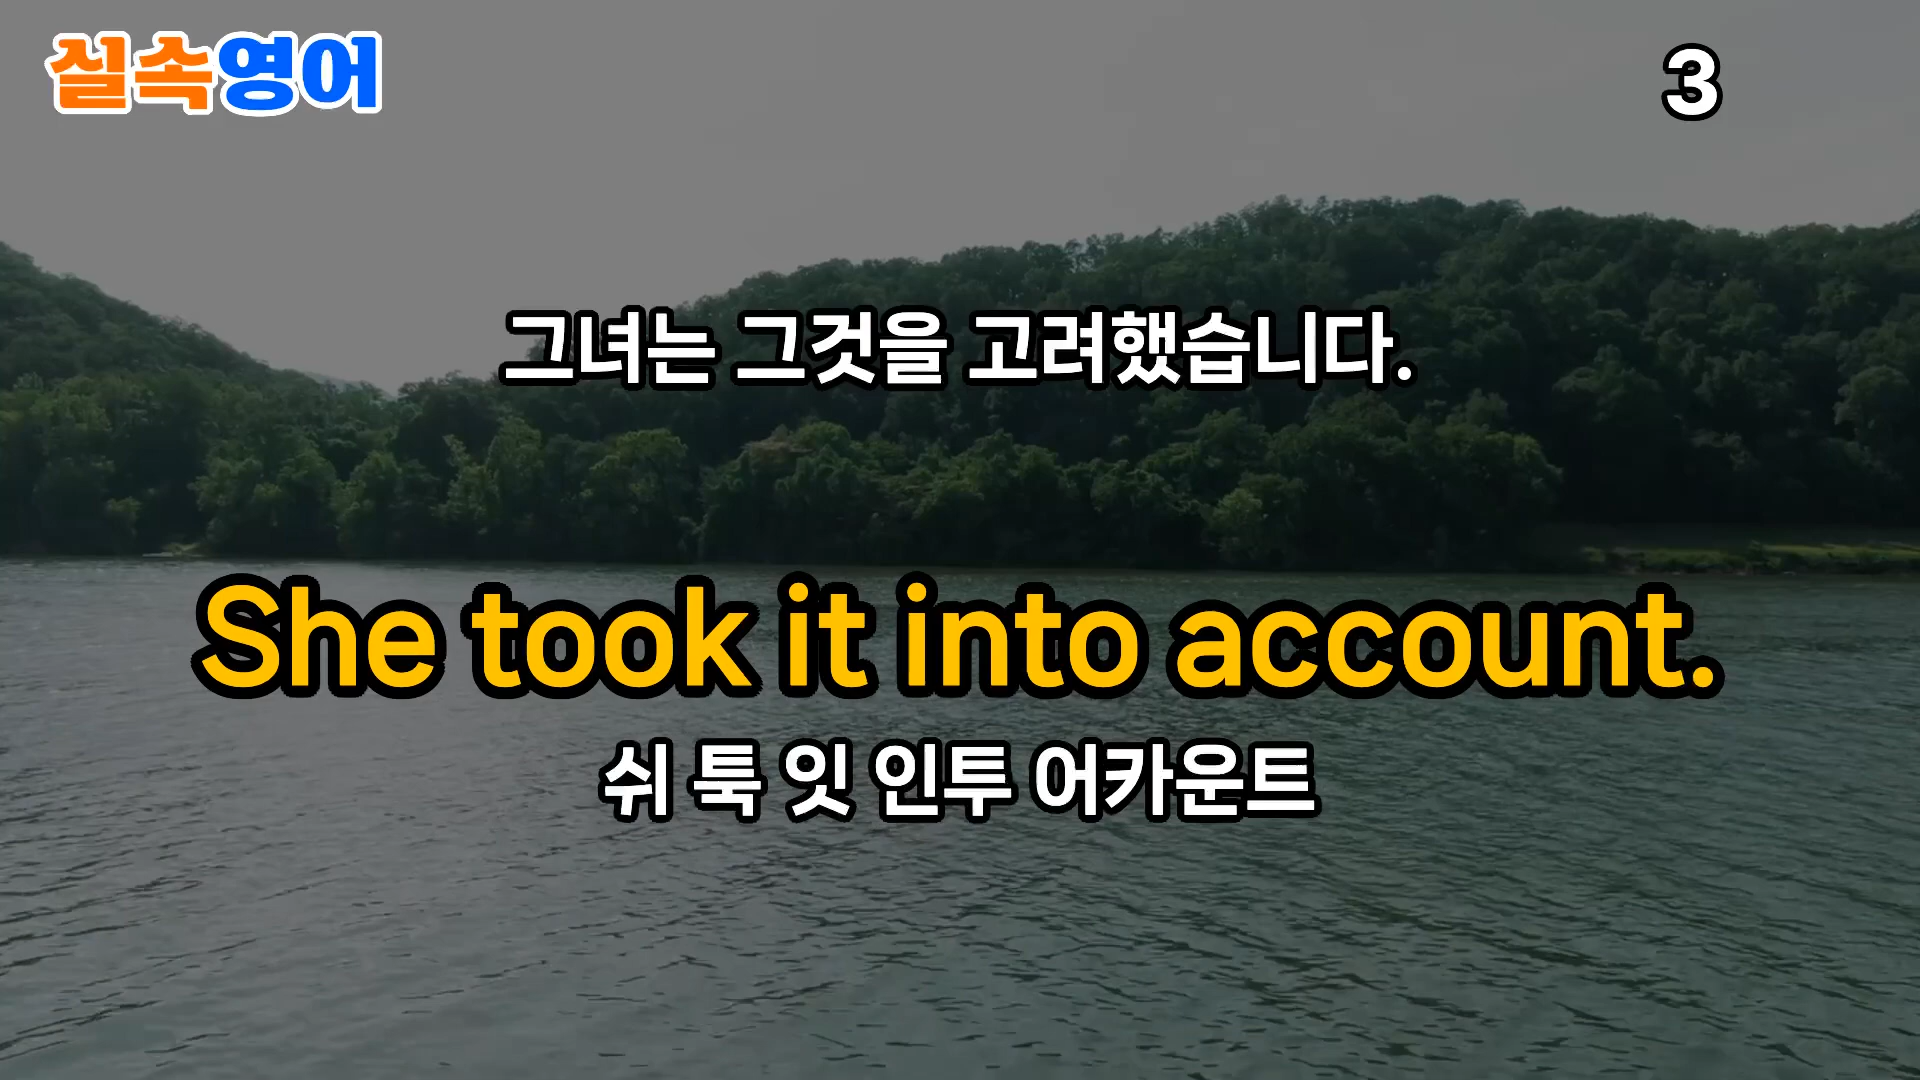 실속영어
3
그녀는 그것을 고려했습니다.
She took it into account.
쉬 툭 잇 인투 어카운트